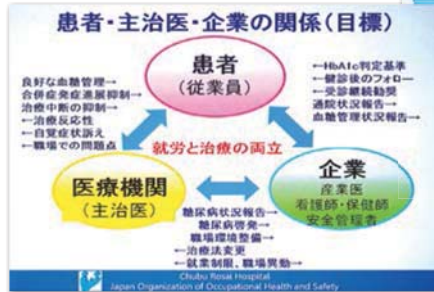 患者・主治医・企業の関係(目標)
患者
(従業員)
良好な血糖管理→
合併症発症進展抑制→
治療中断の抑制→
←治療反応性
←自覚症状訴え
←職場での問題点
←HbA1c判定基準
←健診後のフォロー
←受診継続勧奨
通院状況報告→
血糖管理状況報告→
就労と治療の両立
医療機関
(主治医)
企業
産業医
看護師・保健師
安全管理者
糖尿病状況報告→
糖尿病啓発→
職場環境整備→
←治療法変更
←就業制限、職場異動→
Chubu Rosai Hospital
Japan Organization of Occupational Health and Safety